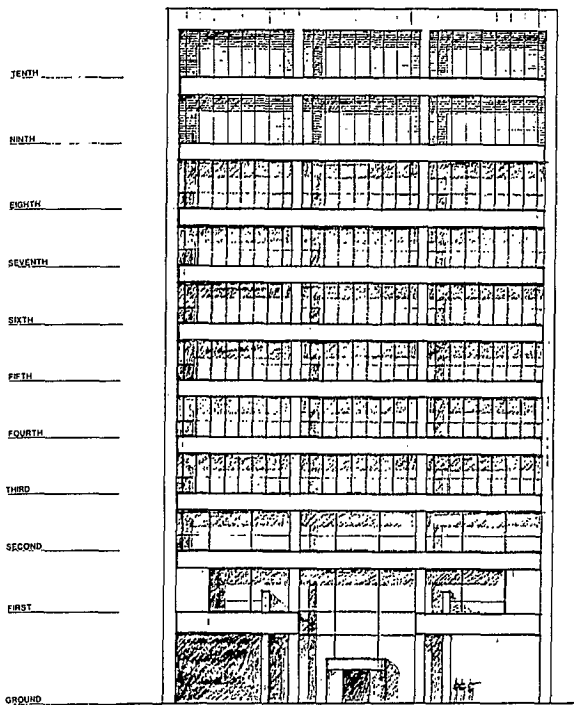 TENTH
NINTH
EIGHTH
SEVENTH
SIXTH
FIFTH
FOURTH
THIRD
SECOND
FIRST
GROUND